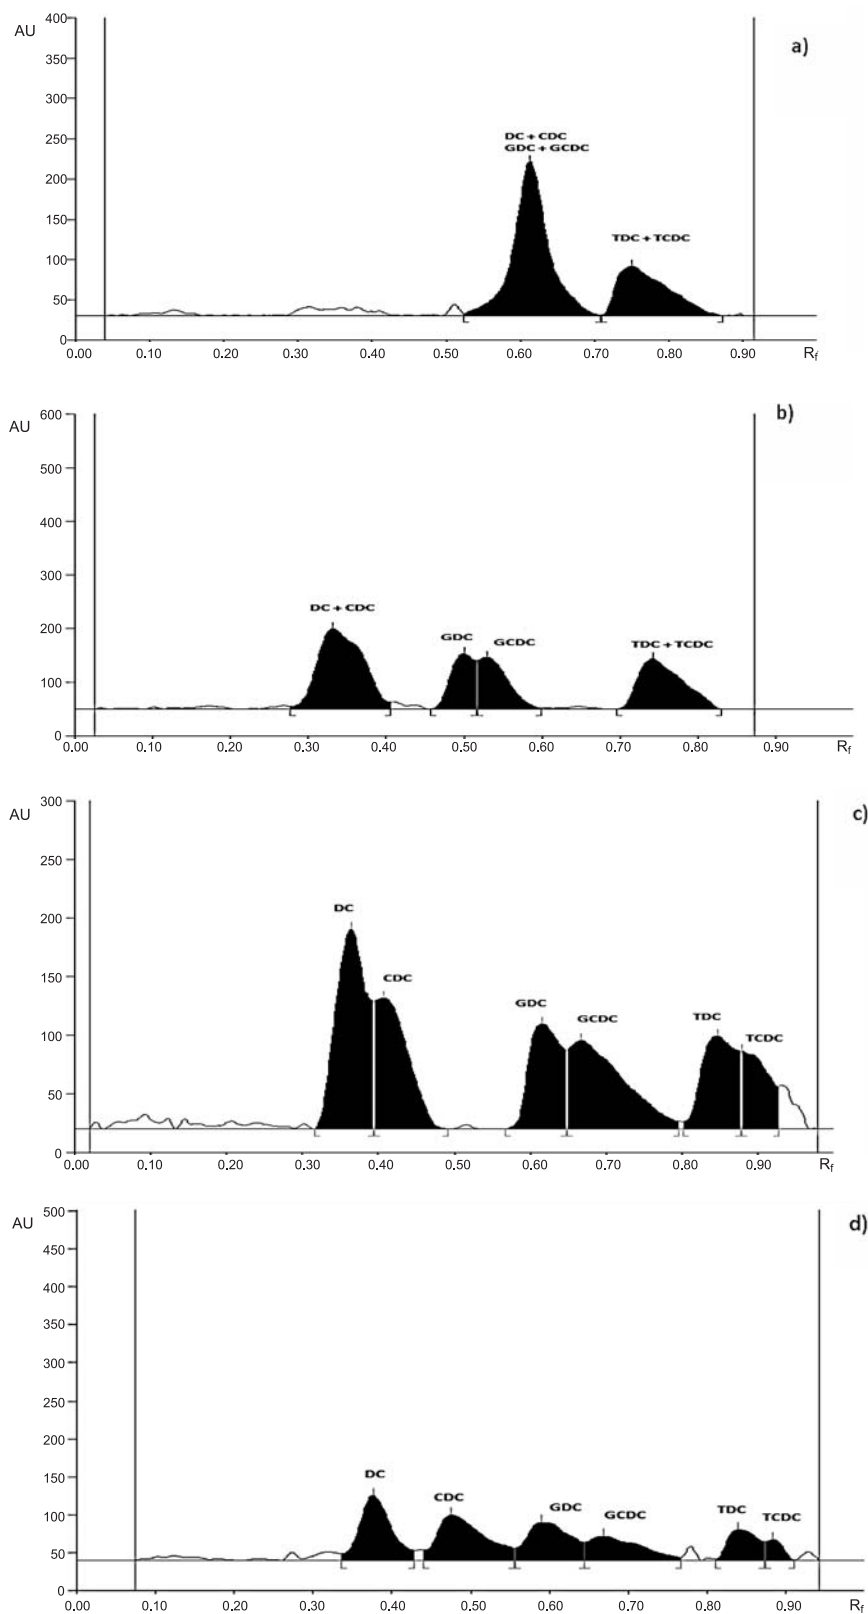 AU
a)
400
350
300
250
200
150
100
50
0
DC + CDC
GDC + GCDC
TDC + TCDC
0.00 0.10 0.20 0.30 0.40 0.50 0.60 0.70 0.80 0.90 Rf
AU
b)
600
500
400
300
200
100
0
DC + CDC
GDC
GCDC
TDC + TCDC
0.00 0.10 0.20 0.30 0.40 0.50 0.60 0.70 0.80 0.90 Rf
AU
c)
300
250
200
150
100
50
0
DC
CDC
GDC
GCDC
TDC
TCDC
0.00 0.10 0.20 0.30 0.40 0.50 0.60 0.70 0.80 0.90 Rf
AU
d)
500
450
400
350
300
250
200
150
100
50
0
DC
CDC
GDC
GCDC
TDC
TCDC
0.00 0.10 0.20 0.30 0.40 0.50 0.60 0.70 0.80 0.90 Rf